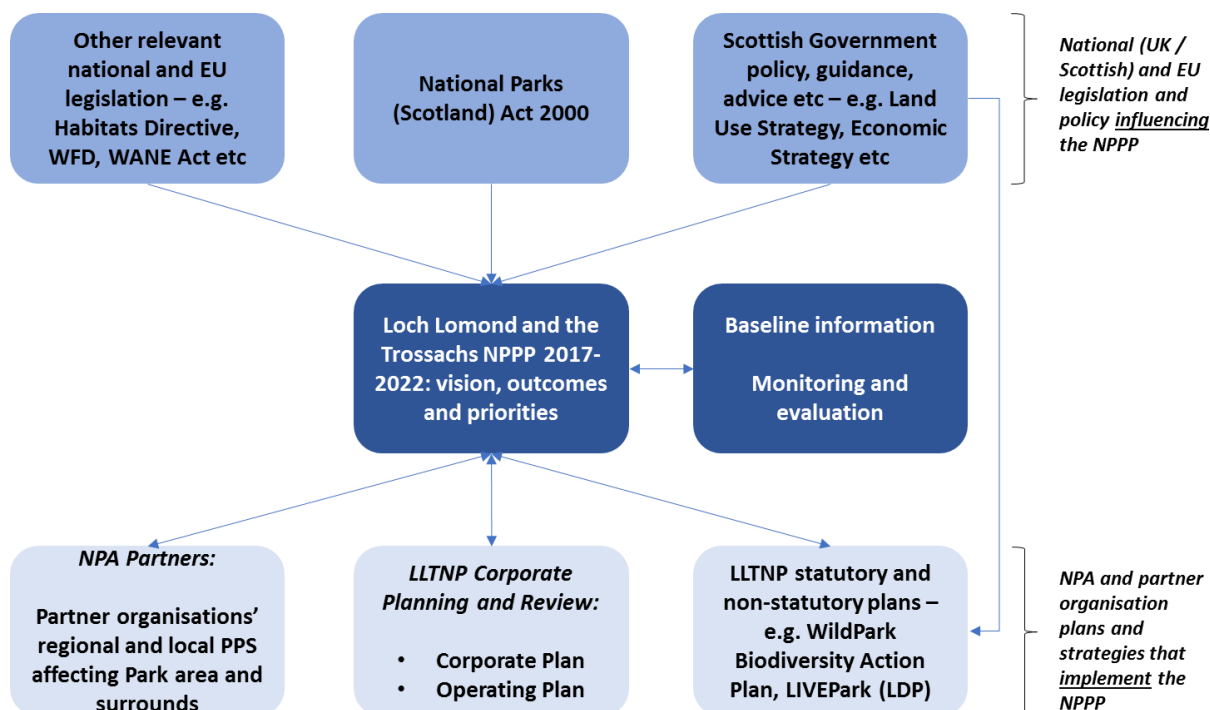 Other relevant
national and EU
legislation – e.g.
Habitats Directive,
WFD, WANE Act etc
National Parks
(Scotland) Act 2000
Scottish Government
policy, guidance,
advice etc – e.g. Land
Use Strategy, Economic
Strategy etc
National (UK /
Scottish) and EU
legislation and
policy influencing
the NPPP
Loch Lomond and the
Trossachs NPPP 2017-
2022: vision, outcomes
and priorities
Baseline information
Monitoring and
evaluation
NPA Partners:
Partner organisations’
regional and local PPS
affecting Park area and
surrounds
LLTNP Corporate
Planning and Review:
• Corporate Plan
• Operating Plan
LLTNP statutory and
non-statutory plans –
e.g. WildPark
Biodiversity Action
Plan, LIVEPark (LDP)
NPA and partner
organisation
plans and
strategies that
implement the
NPPP